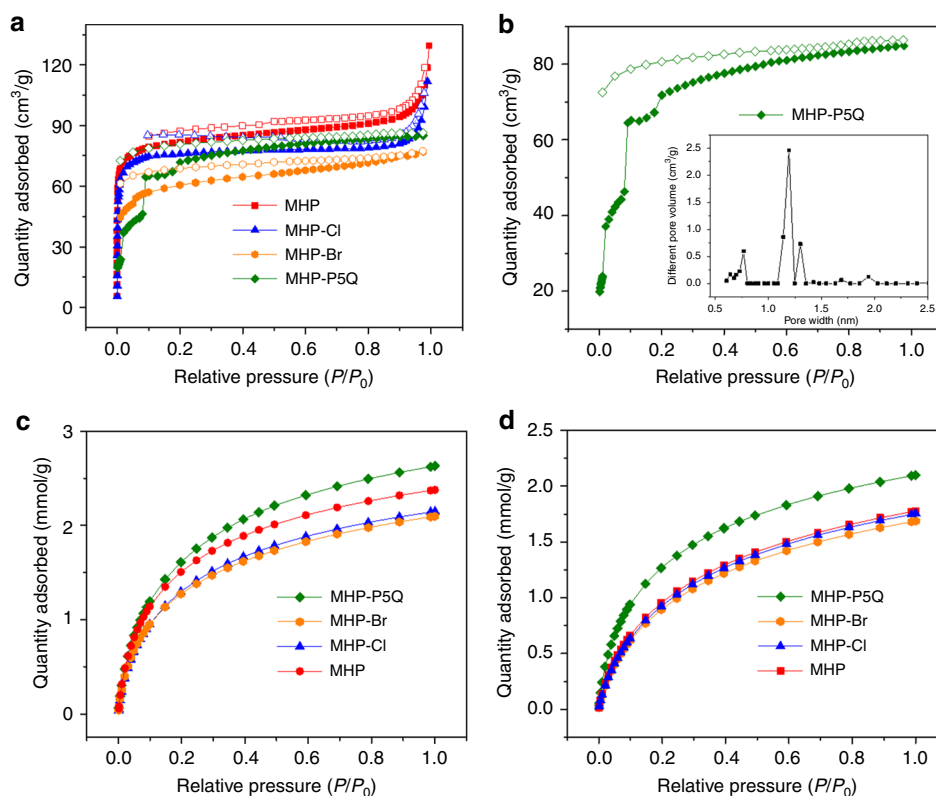 a
Quantity adsorbed (cm³/g)
120
90
60
30
0
MHP
MHP-Cl
MHP-Br
MHP-P5Q
0.0 0.2 0.4 0.6 0.8 1.0
Relative pressure (P/P₀)
b
Quantity adsorbed (cm³/g)
80
60
40
20
MHP-P5Q
Different pore volume (cm³/g)
2.5
2.0
1.5
1.0
0.5
0.0
0.5 1.0 1.5 2.0 2.5
Pore width (nm)
0.0 0.2 0.4 0.6 0.8 1.0
Relative pressure (P/P₀)
c
Quantity adsorbed (mmol/g)
3
2
1
0
MHP-P5Q
MHP-Br
MHP-Cl
MHP
0.0 0.2 0.4 0.6 0.8 1.0
Relative pressure (P/P₀)
d
Quantity adsorbed (mmol/g)
2.5
2.0
1.5
1.0
0.5
0.0
MHP-P5Q
MHP-Br
MHP-Cl
MHP
0.0 0.2 0.4 0.6 0.8 1.0
Relative pressure (P/P₀)